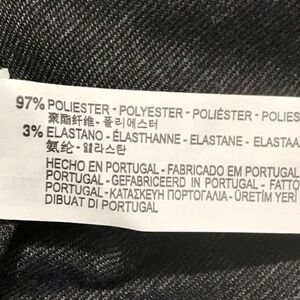 97% POLIESTER - POLYESTER - POLIÉSTER - POLIES
聚酯纤维 - 폴리에스터
3% ELASTANO - ÉLASTHANNE - ELASTANE - ELASTAA
氨纶 - 엘라스탄
HECHO EN PORTUGAL - FABRICADO EM PORTUGAL
PORTUGAL - GEFABRICEERD IN PORTUGAL - FATTO
PORTUGAL - ΚΑΤΑΣΚΕΥΗ ΠΟΡΤΟΓΑΛΙΑ - ÜRETİM YERİ
DIBUAT DI PORTUGAL